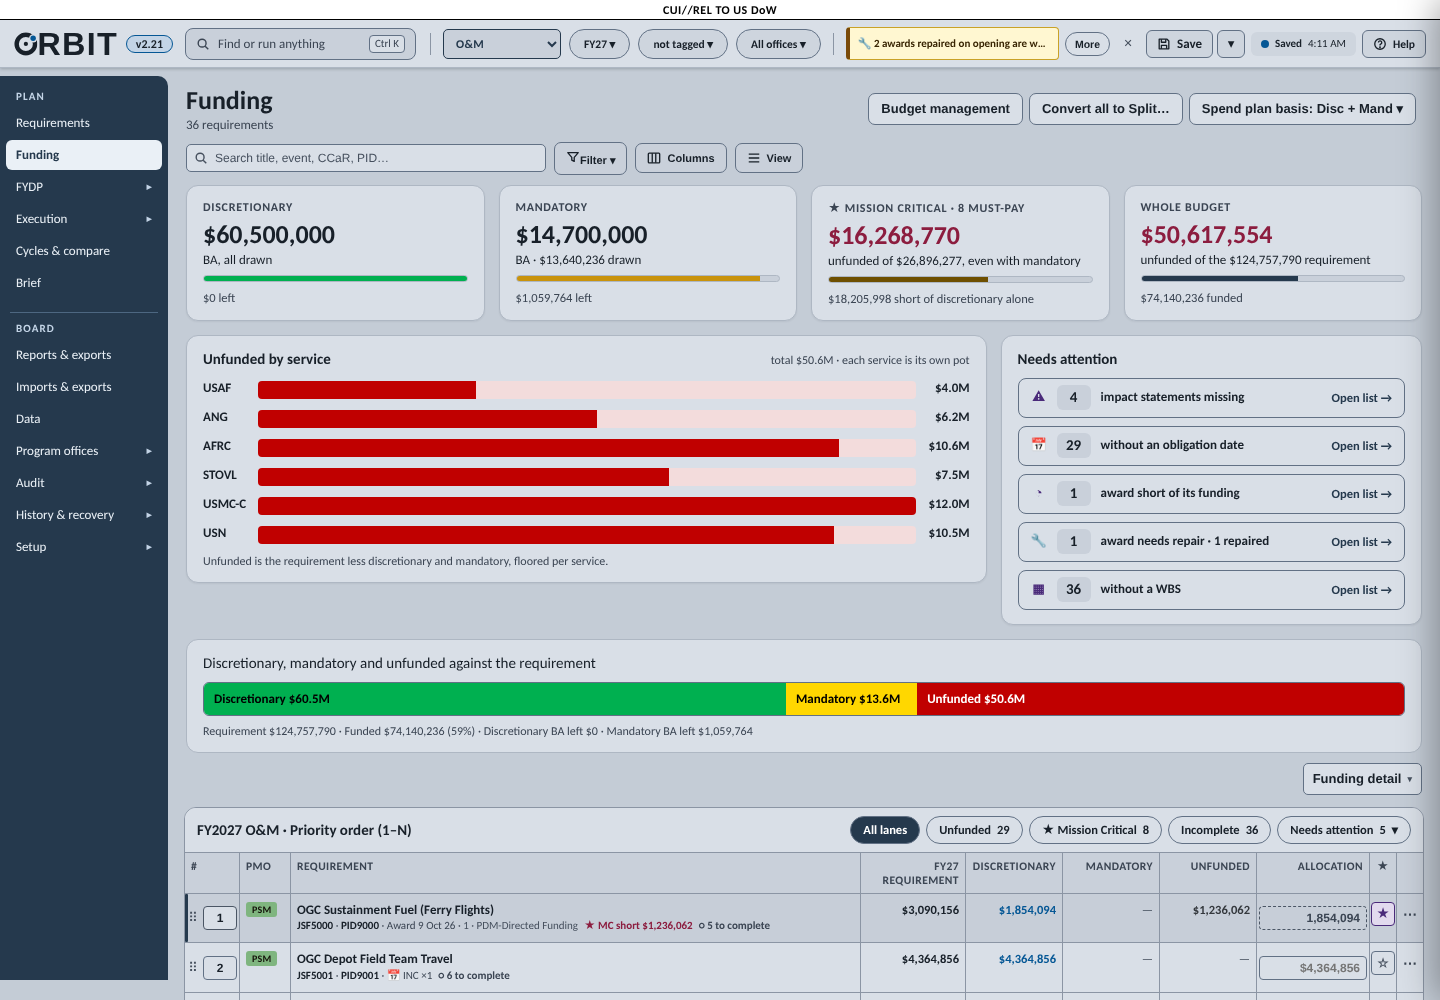 CUI//REL TO US DoW
ORBIT v2.21 Find or run anything Ctrl K O&M FY27 ▾ not tagged ▾ All offices ▾ 🔧 2 awards repaired on opening are w... More × Save ▾ Saved 4:11 AM Help
PLAN
Requirements
Funding
FYDP ▸
Execution ▸
Cycles & compare
Brief
BOARD
Reports & exports
Imports & exports
Data
Program offices ▸
Audit ▸
History & recovery ▸
Setup ▸
Funding
36 requirements
Budget management Convert all to Split... Spend plan basis: Disc + Mand ▾
Search title, event, CCaR, PID... Filter ▾ Columns View
DISCRETIONARY
$60,500,000
BA, all drawn
$0 left
MANDATORY
$14,700,000
BA · $13,640,236 drawn
$1,059,764 left
★ MISSION CRITICAL · 8 MUST-PAY
$16,268,770
unfunded of $26,896,277, even with mandatory
$18,205,998 short of discretionary alone
WHOLE BUDGET
$50,617,554
unfunded of the $124,757,790 requirement
$74,140,236 funded
Unfunded by service total $50.6M · each service is its own pot
USAF $4.0M
ANG $6.2M
AFRC $10.6M
STOVL $7.5M
USMC-C $12.0M
USN $10.5M
Unfunded is the requirement less discretionary and mandatory, floored per service.
Needs attention
4 impact statements missing Open list →
29 without an obligation date Open list →
1 award short of its funding Open list →
1 award needs repair · 1 repaired Open list →
36 without a WBS Open list →
Discretionary, mandatory and unfunded against the requirement
Discretionary $60.5M Mandatory $13.6M Unfunded $50.6M
Requirement $124,757,790 · Funded $74,140,236 (59%) · Discretionary BA left $0 · Mandatory BA left $1,059,764
Funding detail ▾
FY2027 O&M · Priority order (1–N) All lanes Unfunded 29 ★ Mission Critical 8 Incomplete 36 Needs attention 5 ▾
# PMO REQUIREMENT FY27 REQUIREMENT DISCRETIONARY MANDATORY UNFUNDED ALLOCATION ★
1 PSM OGC Sustainment Fuel (Ferry Flights) $3,090,156 $1,854,094 — $1,236,062 1,854,094 ★ ...
JSF5000 · PID9000 · Award 9 Oct 26 · 1 · PDM-Directed Funding ★ MC short $1,236,062 5 to complete
2 PSM OGC Depot Field Team Travel $4,364,856 $4,364,856 — — $4,364,856 ☆ ...
JSF5001 · PID9001 · 📅 INC ×1 6 to complete